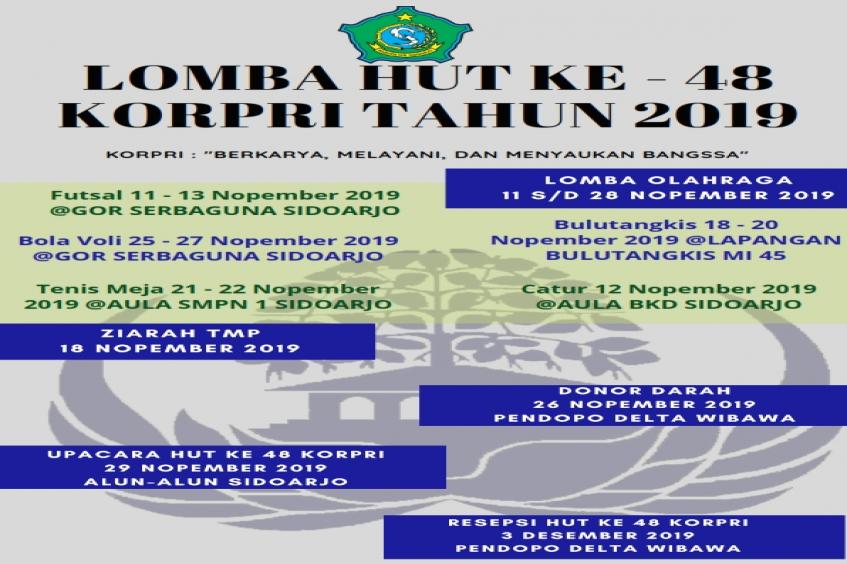 LOMBA HUT KE - 48
KORPRI TAHUN 2019
KORPRI : "BERKARYA, MELAYANI, DAN MENYAUKAN BANGSSA"
LOMBA OLAHRAGA
11 S/D 28 NOPEMBER 2019
Futsal 11 - 13 Nopember 2019
@GOR SERBAGUNA SIDOARJO
Bulutangkis 18 - 20
Nopember 2019 @LAPANGAN
BULUTANGKIS MI 45
Bola Voli 25 - 27 Nopember 2019
@GOR SERBAGUNA SIDOARJO
Tenis Meja 21 - 22 Nopember
2019 @AULA SMPN 1 SIDOARJO
Catur 12 Nopember 2019
@AULA BKD SIDOARJO
ZIARAH TMP
18 NOPEMBER 2019
DONOR DARAH
26 NOPEMBER 2019
PENDOPO DELTA WIBAWA
UPACARA HUT KE 48 KORPRI
29 NOPEMBER 2019
ALUN-ALUN SIDOARJO
RESEPSI HUT KE 48 KORPRI
3 DESEMBER 2019
PENDOPO DELTA WIBAWA